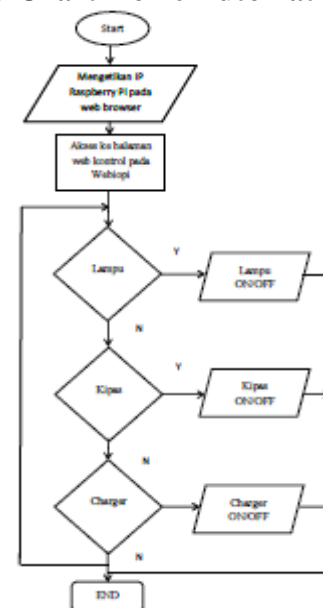 Start
Mengetikan IP
Raspberry Pi pada
web browser
Akses ke halaman
web kontrol pada
Webiopi
Y
Lampu
Lampu
ON/OFF
N
Y
Kipas
Kipas
ON/OFF
N
Charger
Charger
ON/OFF
N
END